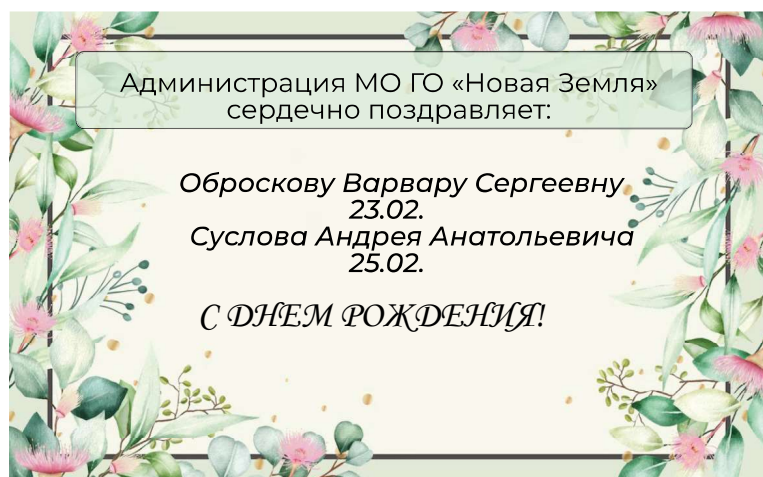 Администрация МО ГО «Новая Земля»
сердечно поздравляет:
Оброскову Варвару Сергеевну
23.02.
Суслова Андрея Анатольевича
25.02.
С ДНЕМ РОЖДЕНИЯ!